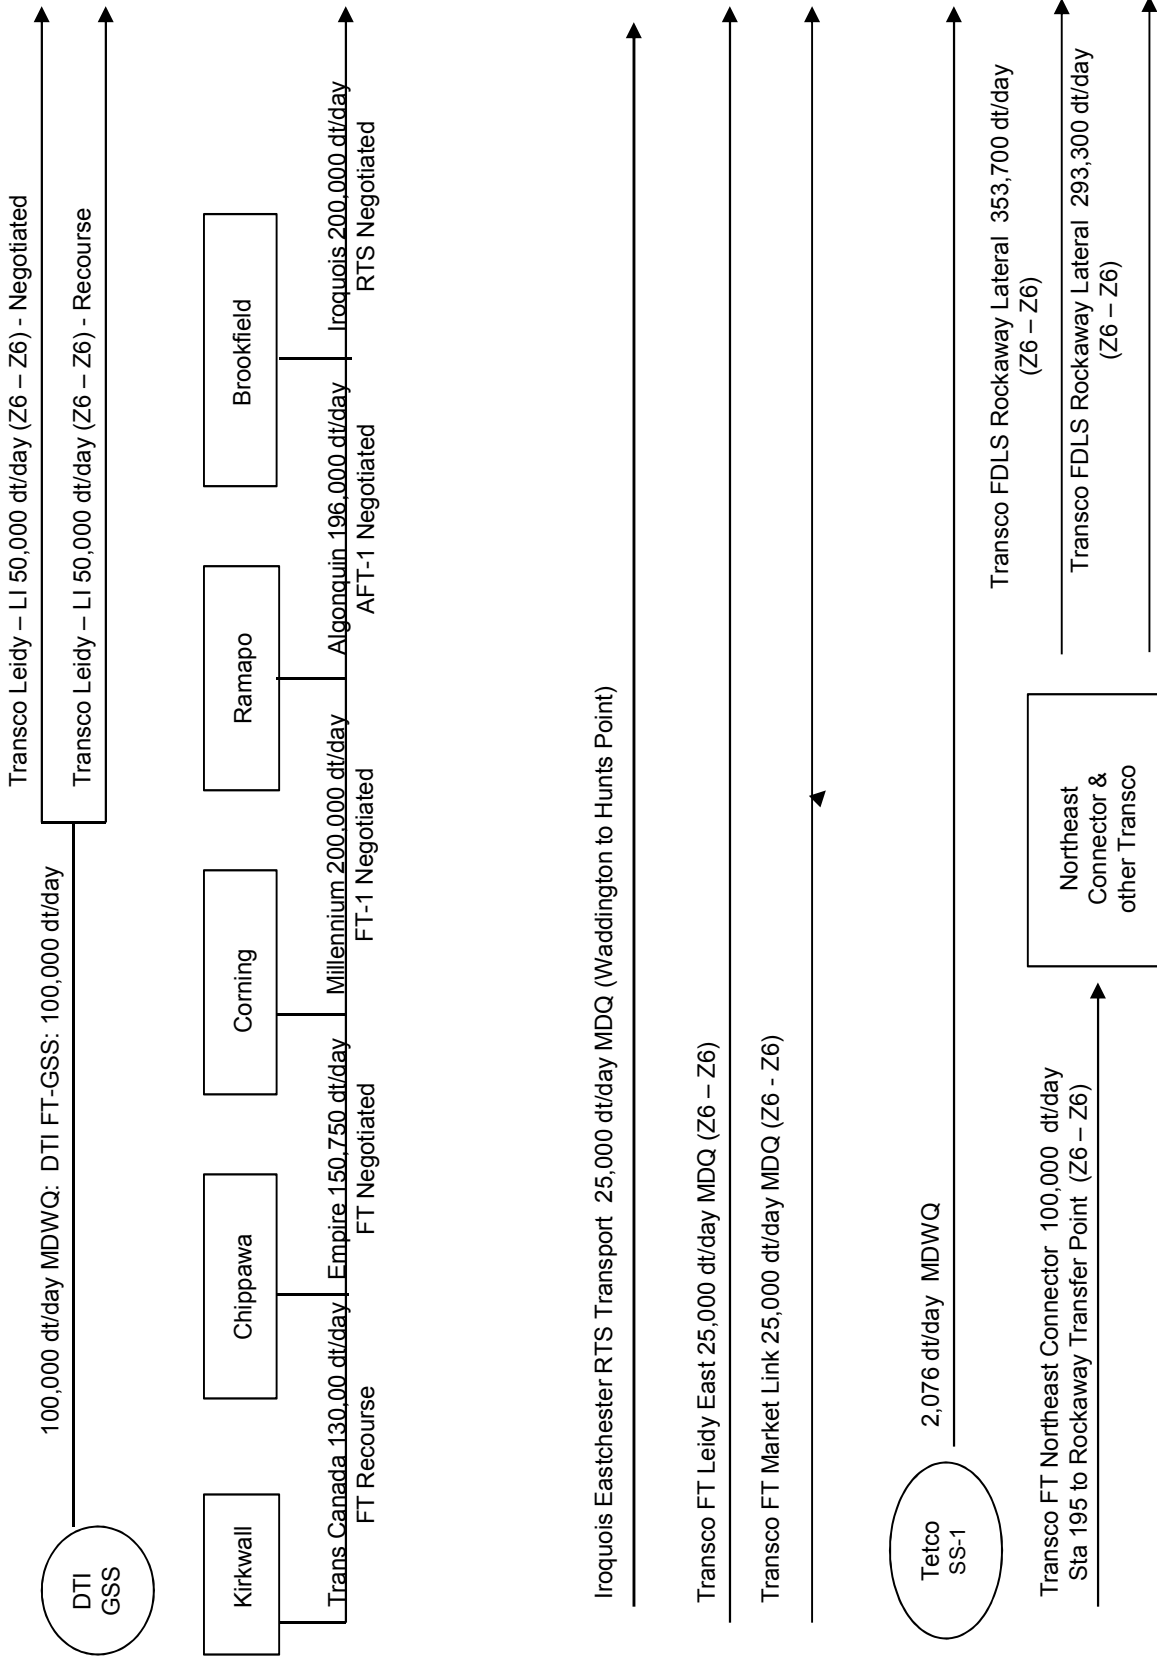 Transco Leidy – LI 50,000 dt/day (Z6 – Z6) - Negotiated
100,000 dt/day MDWQ:  DTI FT-GSS: 100,000 dt/day
Transco Leidy – LI 50,000 dt/day (Z6 – Z6) - Recourse
DTI
GSS
Kirkwall
Chippawa
Corning
Ramapo
Brookfield
Trans Canada 130,00 dt/day
FT Recourse
Empire 150,750 dt/day
FT Negotiated
Millennium 200,000 dt/day
FT-1 Negotiated
Algonquin 196,000 dt/day
AFT-1 Negotiated
Iroquois 200,000 dt/day
RTS Negotiated
Iroquois Eastchester RTS Transport  25,000 dt/day MDQ (Waddington to Hunts Point)
Transco FT Leidy East 25,000 dt/day MDQ (Z6 – Z6)
Transco FT Market Link 25,000 dt/day MDQ (Z6 - Z6)
Tetco
SS-1
2,076 dt/day  MDWQ
Transco FT Northeast Connector  100,000  dt/day
Sta 195 to Rockaway Transfer Point  (Z6 – Z6)
Northeast
Connector &
other Transco
Transco FDLS Rockaway Lateral  353,700 dt/day
(Z6 – Z6)
Transco FDLS Rockaway Lateral  293,300 dt/day
(Z6 – Z6)